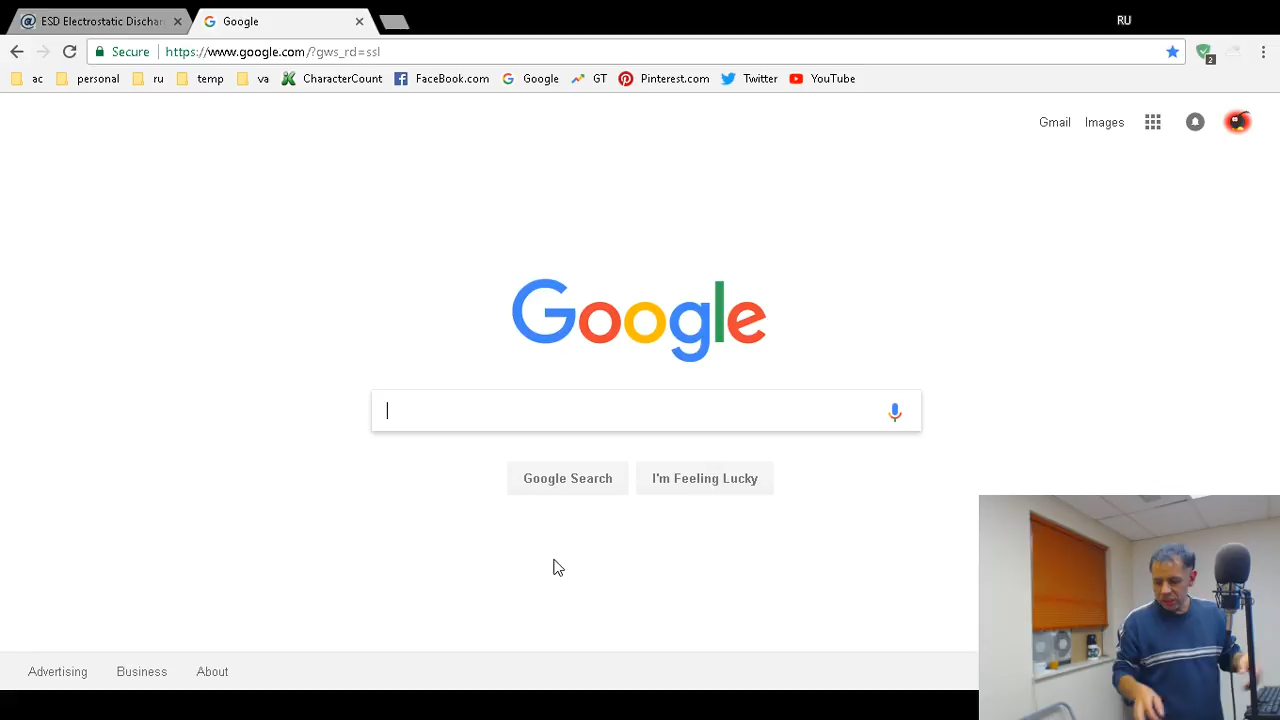 ESD Electrostatic Dischar
Google
RU
Secure https://www.google.com/?gws_rd=ssl
2
ac personal ru temp va CharacterCount FaceBook.com Google GT Pinterest.com Twitter YouTube
Gmail Images
Google
Google Search I'm Feeling Lucky
Advertising Business About